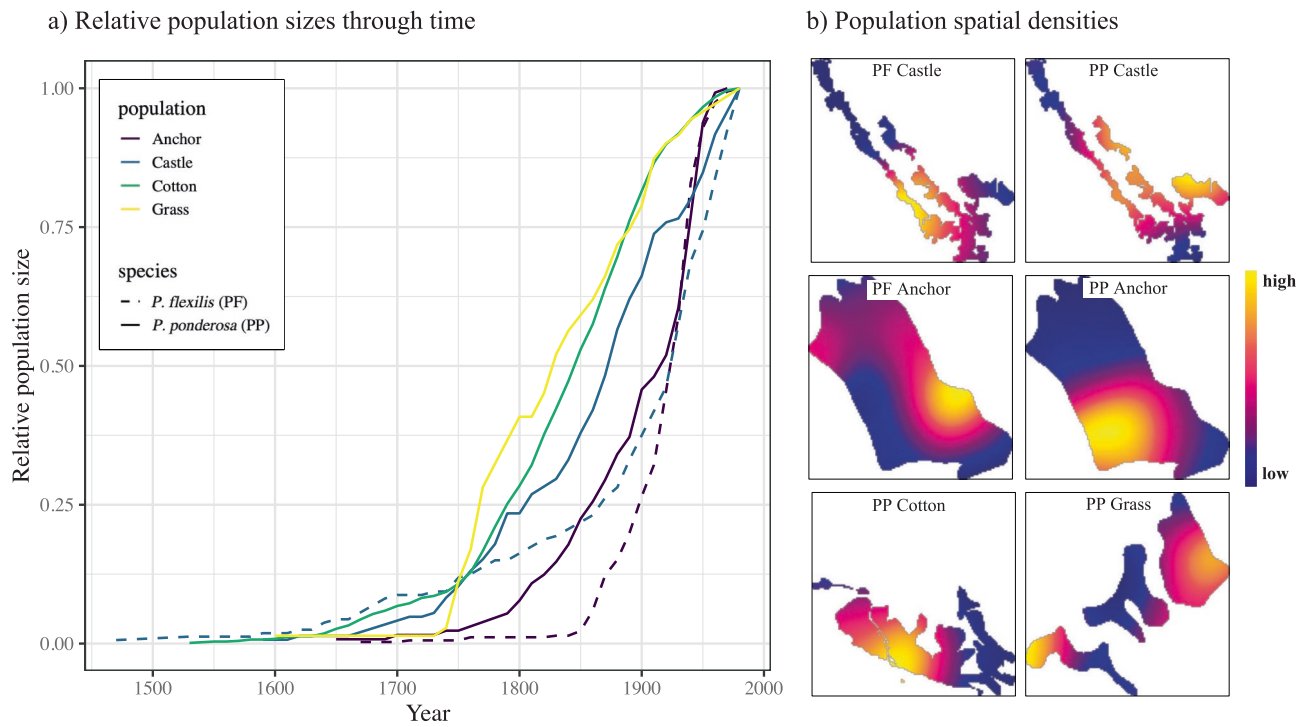 a) Relative population sizes through time
b) Population spatial densities
1.00
0.75
0.50
0.25
0.00
Relative population size
population
Anchor
Castle
Cotton
Grass
species
P. flexilis (PF)
P. ponderosa (PP)
1500
1600
1700
1800
1900
2000
Year
PF Castle
PP Castle
PF Anchor
PP Anchor
PP Cotton
PP Grass
high
low